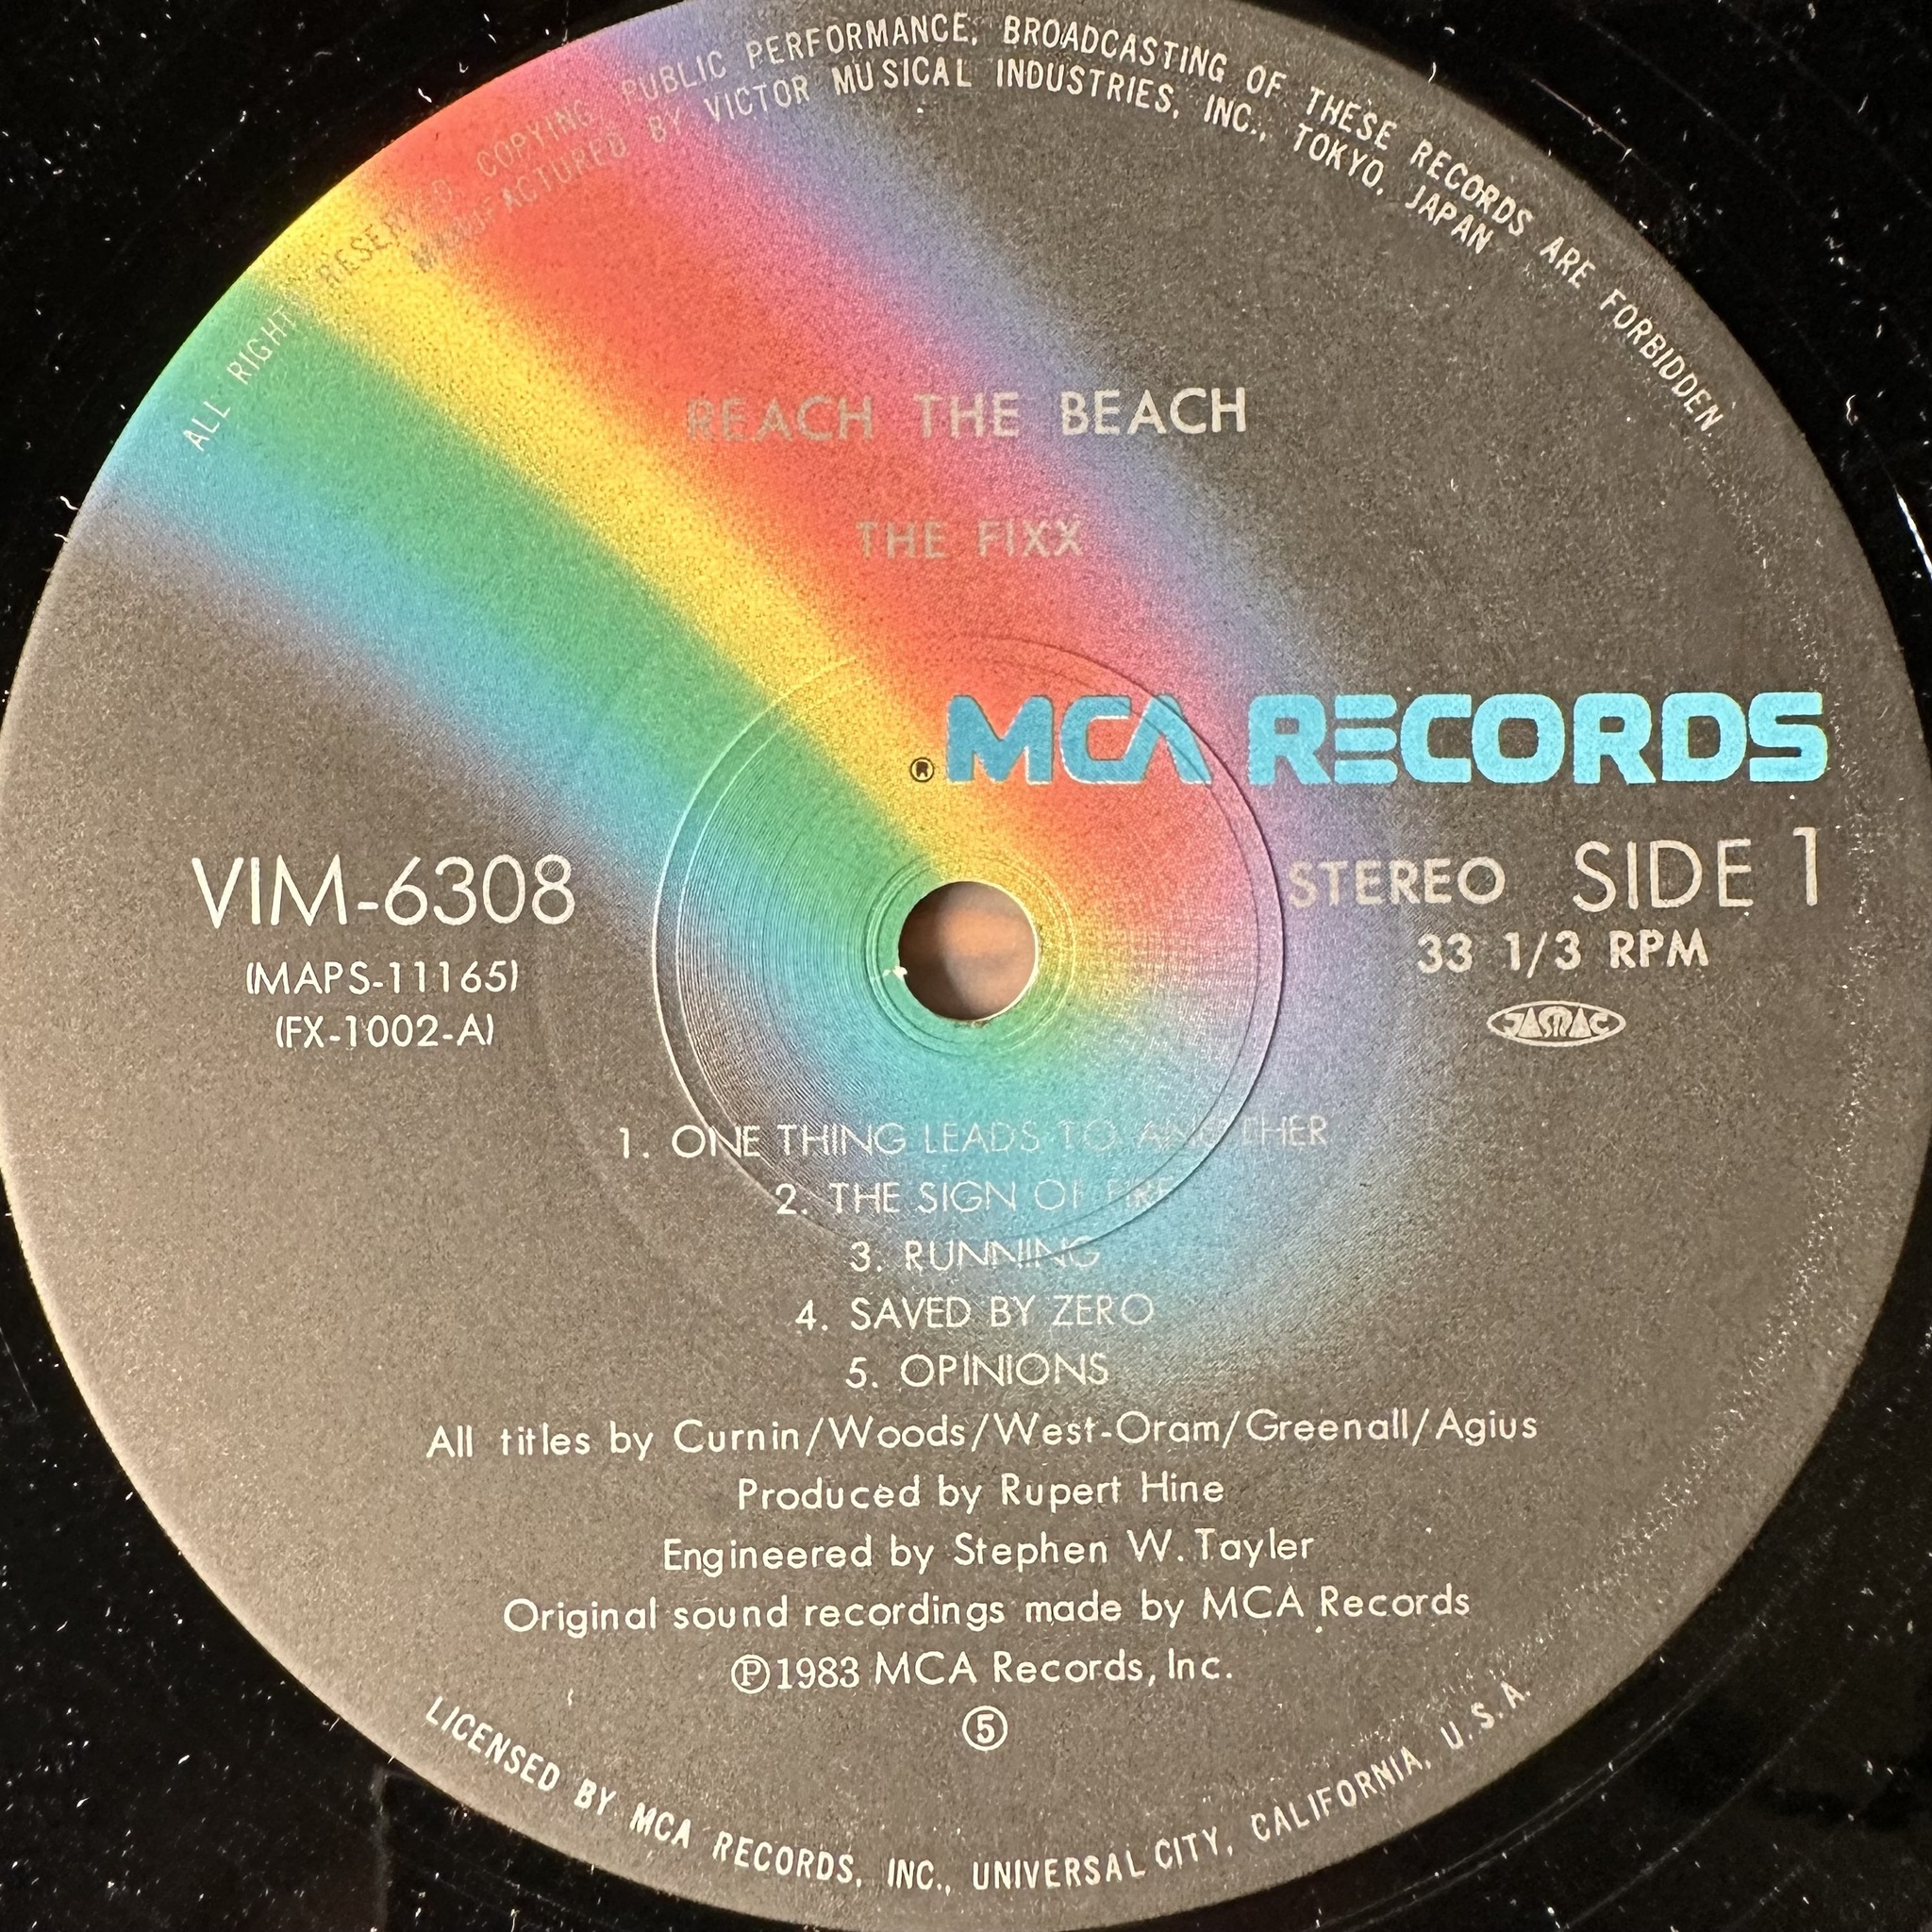 ALL RIGHTS RESERVED. COPYING, PUBLIC PERFORMANCE, BROADCASTING OF THESE RECORDS ARE FORBIDDEN.
MANUFACTURED BY VICTOR MUSICAL INDUSTRIES, INC., TOKYO, JAPAN
REACH THE BEACH
THE FIXX
® MCA RECORDS
VIM-6308
(MAPS-11165)
(FX-1002-A)
STEREO SIDE 1
33 1/3 RPM
JASRAC
1. ONE THING LEADS TO ANOTHER
2. THE SIGN OF FIRE
3. RUNNING
4. SAVED BY ZERO
5. OPINIONS
All titles by Curnin/Woods/West-Oram/Greenall/Agius
Produced by Rupert Hine
Engineered by Stephen W. Tayler
Original sound recordings made by MCA Records
Ⓟ1983 MCA Records, Inc.
⑤
LICENSED BY MCA RECORDS, INC., UNIVERSAL CITY, CALIFORNIA, U.S.A.